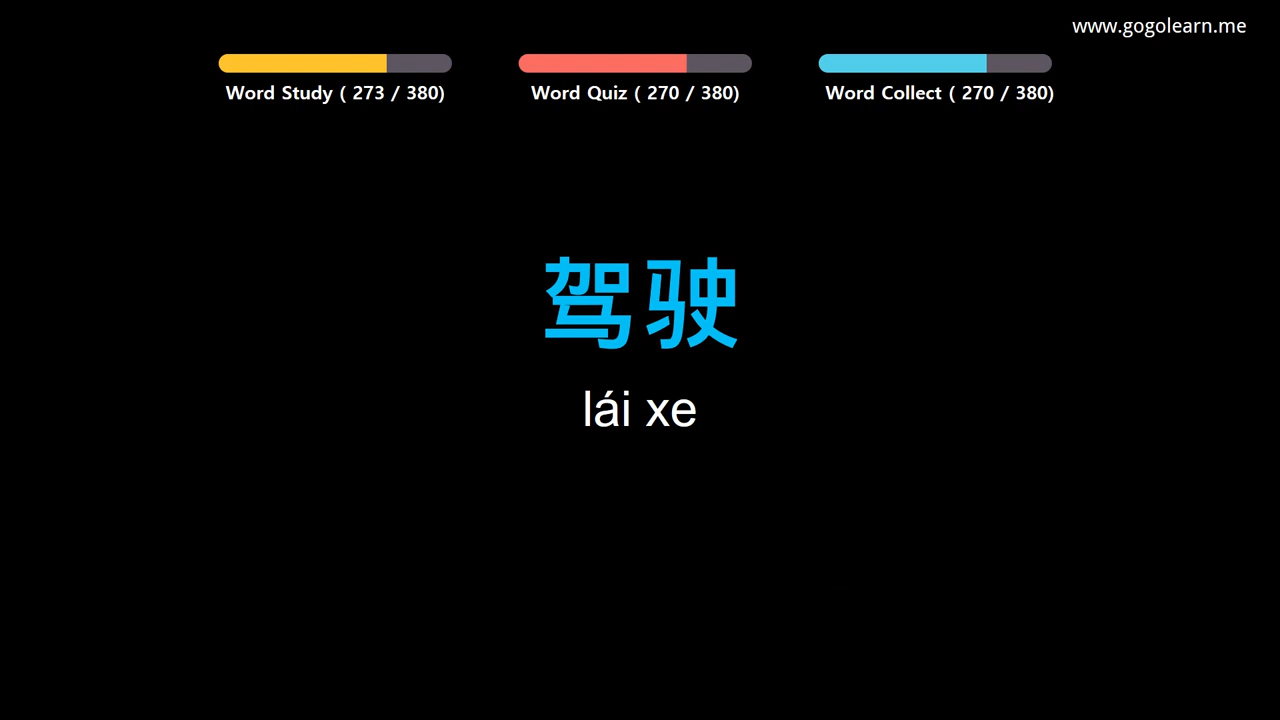 www.gogolearn.me
Word Study ( 273 / 380)
Word Quiz ( 270 / 380)
Word Collect ( 270 / 380)
驾驶
lái xe